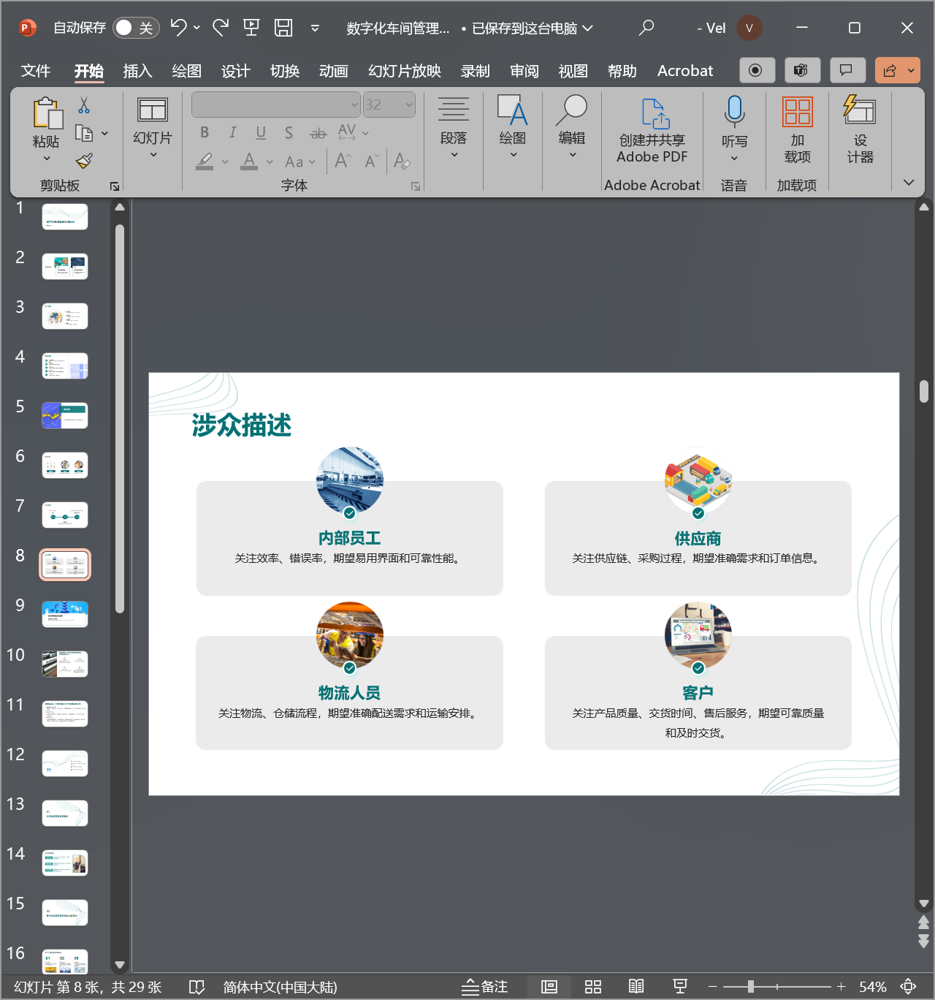 自动保存 关 数字化车间管理... • 已保存到这台电脑 - Vel V
文件 开始 插入 绘图 设计 切换 动画 幻灯片放映 录制 审阅 视图 帮助 Acrobat
粘贴
剪贴板
幻灯片
32
B I U S ab AV
A Aa A A A
字体
段落
绘图
编辑
创建并共享
Adobe PDF
Adobe Acrobat
听写
语音
加
载项
加载项
设
计器
1
2
3
4
5
6
7
8
9
10
11
12
13
14
15
16
涉众描述
内部员工
关注效率、错误率，期望易用界面和可靠性能。
供应商
关注供应链、采购过程，期望准确需求和订单信息。
物流人员
关注物流、仓储流程，期望准确配送需求和运输安排。
客户
关注产品质量、交货时间、售后服务，期望可靠质量
和及时交货。
幻灯片 第 8 张，共 29 张 简体中文(中国大陆) 备注 54%